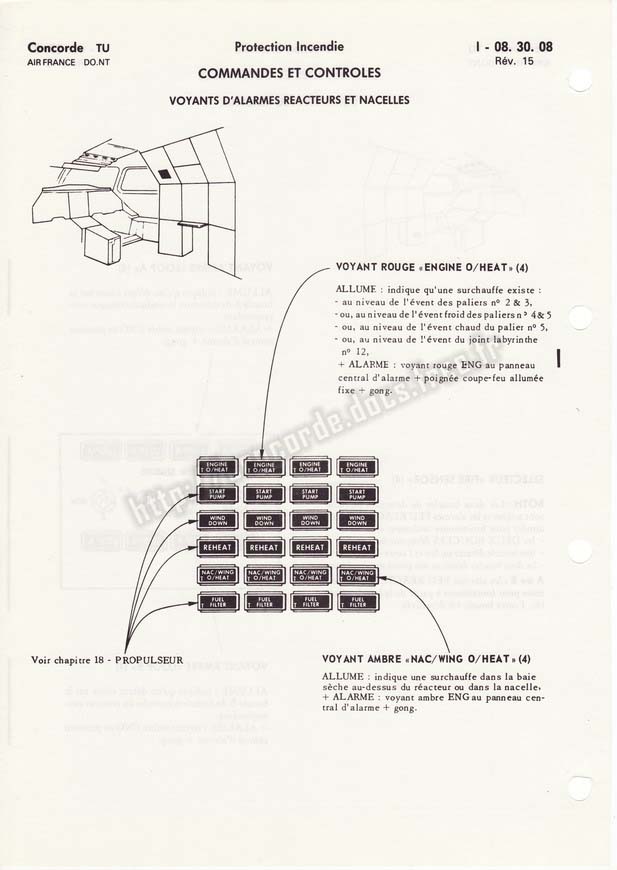 Concorde TU
AIR FRANCE DO.NT
Protection Incendie
I - 08. 30. 08
Rév. 15
COMMANDES ET CONTROLES
VOYANTS D'ALARMES REACTEURS ET NACELLES
VOYANT ROUGE «ENGINE O/HEAT» (4)
ALLUME : indique qu'une surchauffe existe :
- au niveau de l'évent des paliers nº 2 & 3,
- ou, au niveau de l'évent froid des paliers nº 4 & 5
- ou, au niveau de l'évent chaud du palier nº 5,
- ou, au niveau de l'évent du joint labyrinthe
nº 12,
+ ALARME : voyant rouge ENG au panneau
central d'alarme + poignée coupe-feu allumée
fixe + gong.
ENGINE ENGINE ENGINE ENGINE
T O/HEAT T O/HEAT T O/HEAT T O/HEAT
START START START START
PUMP PUMP PUMP PUMP
WIND WIND WIND WIND
DOWN DOWN DOWN DOWN
REHEAT REHEAT REHEAT REHEAT
NAC/WING NAC/WING NAC/WING NAC/WING
T O/HEAT T O/HEAT T O/HEAT T O/HEAT
FUEL FUEL FUEL FUEL
T FILTER T FILTER T FILTER T FILTER
Voir chapitre 18 - PROPULSEUR
VOYANT AMBRE «NAC/WING O/HEAT» (4)
ALLUME : indique une surchauffe dans la baie
sèche au-dessus du réacteur ou dans la nacelle,
+ ALARME : voyant ambre ENG au panneau cen-
tral d'alarme + gong.